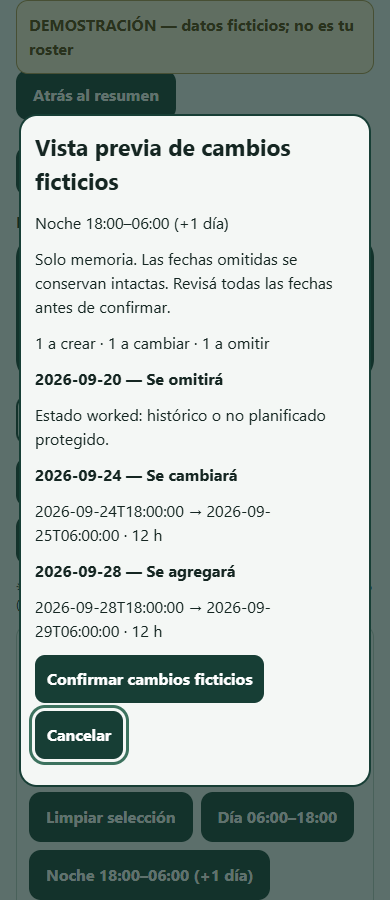 DEMOSTRACIÓN — datos ficticios; no es tu
roster
Atrás al resumen
Vista previa de cambios
ficticios
Noche 18:00–06:00 (+1 día)
Solo memoria. Las fechas omitidas se
conservan intactas. Revisá todas las fechas
antes de confirmar.
1 a crear · 1 a cambiar · 1 a omitir
2026-09-20 — Se omitirá
Estado worked: histórico o no planificado
protegido.
2026-09-24 — Se cambiará
2026-09-24T18:00:00 → 2026-09-
25T06:00:00 · 12 h
2026-09-28 — Se agregará
2026-09-28T18:00:00 → 2026-09-
29T06:00:00 · 12 h
Confirmar cambios ficticios
Cancelar
Limpiar selección
Día 06:00–18:00
Noche 18:00–06:00 (+1 día)